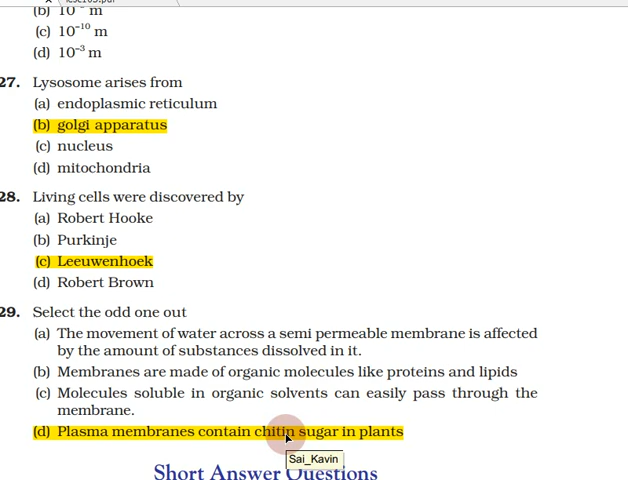 (b) 10 m
(c) 10⁻¹⁰ m
(d) 10⁻³ m
27. Lysosome arises from
(a) endoplasmic reticulum
(b) golgi apparatus
(c) nucleus
(d) mitochondria
28. Living cells were discovered by
(a) Robert Hooke
(b) Purkinje
(c) Leeuwenhoek
(d) Robert Brown
29. Select the odd one out
(a) The movement of water across a semi permeable membrane is affected
by the amount of substances dissolved in it.
(b) Membranes are made of organic molecules like proteins and lipids
(c) Molecules soluble in organic solvents can easily pass through the
membrane.
(d) Plasma membranes contain chitin sugar in plants
Sai_Kavin
Short Answer Questions